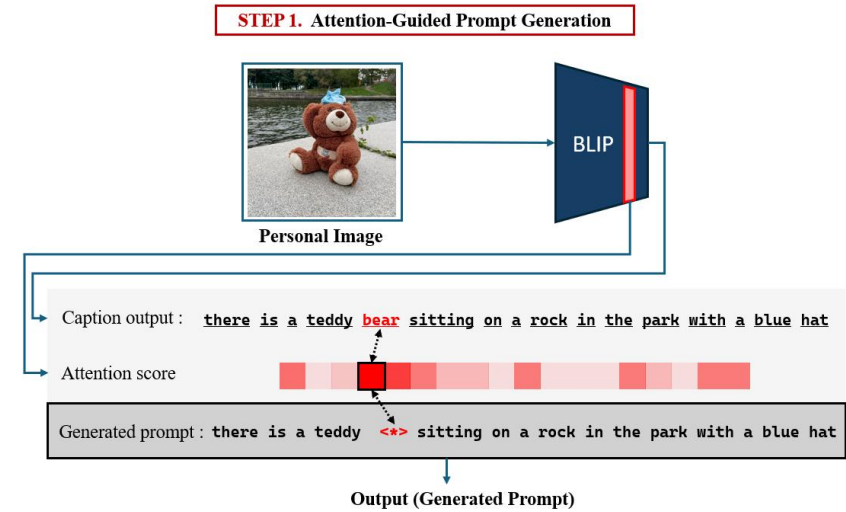 STEP 1. Attention-Guided Prompt Generation
BLIP
Personal Image
Caption output : there is a teddy bear sitting on a rock in the park with a blue hat
Attention score
Generated prompt : there is a teddy <*> sitting on a rock in the park with a blue hat
Output (Generated Prompt)